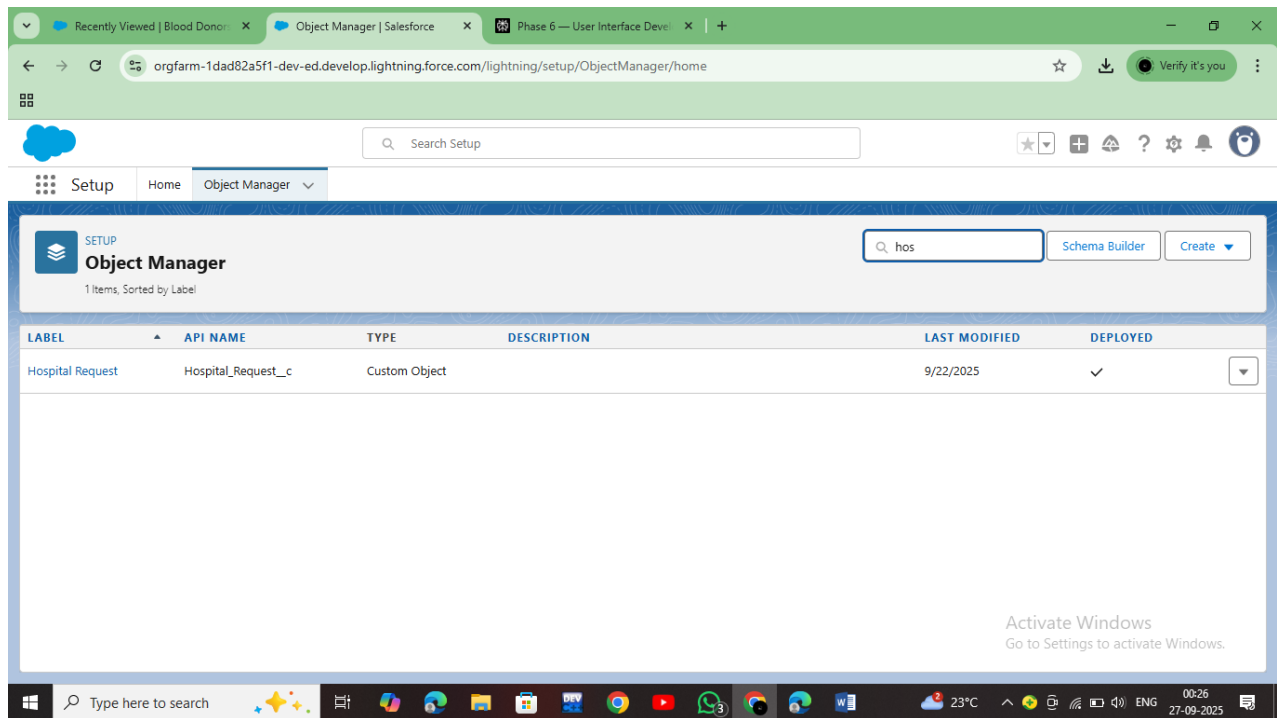 Recently Viewed | Blood Donor
Object Manager | Salesforce
Phase 6 — User Interface Devel
orgfarm-1dad82a5f1-dev-ed.develop.lightning.force.com/lightning/setup/ObjectManager/home
Verify it's you
Search Setup
Setup
Home
Object Manager
SETUP
Object Manager
1 Items, Sorted by Label
hos
Schema Builder
Create
LABEL API NAME TYPE DESCRIPTION LAST MODIFIED DEPLOYED
Hospital Request Hospital_Request__c Custom Object 9/22/2025
Activate Windows
Go to Settings to activate Windows.
Type here to search
DEV
3
2
23°C
ENG
00:26
27-09-2025